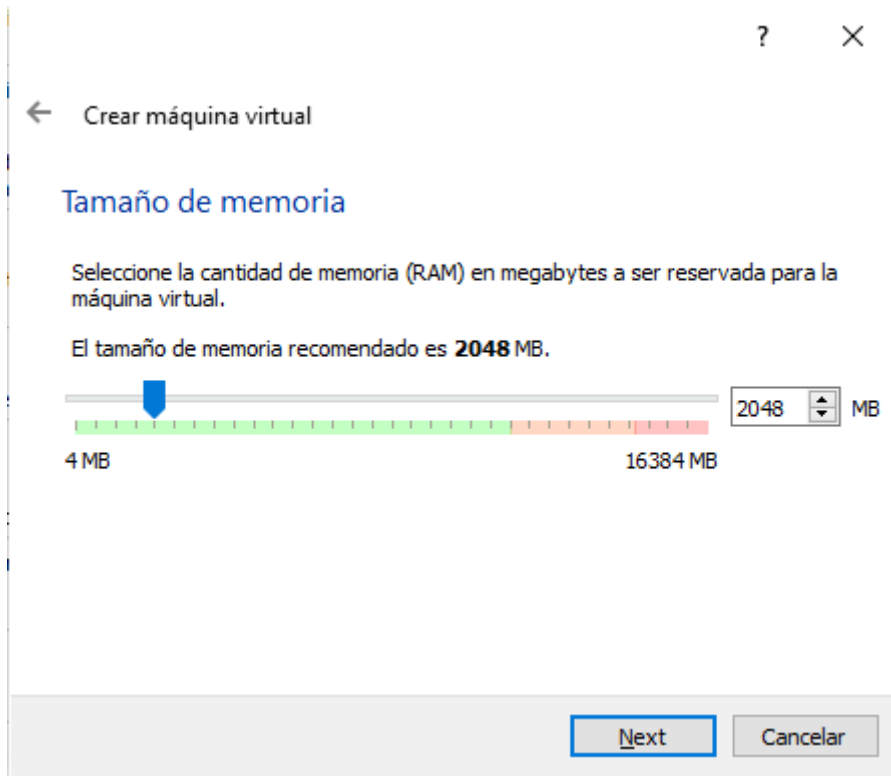 ?
Crear máquina virtual
Tamaño de memoria
Seleccione la cantidad de memoria (RAM) en megabytes a ser reservada para la
máquina virtual.
El tamaño de memoria recomendado es 2048 MB.
2048 MB
4 MB 16384 MB
Next Cancelar